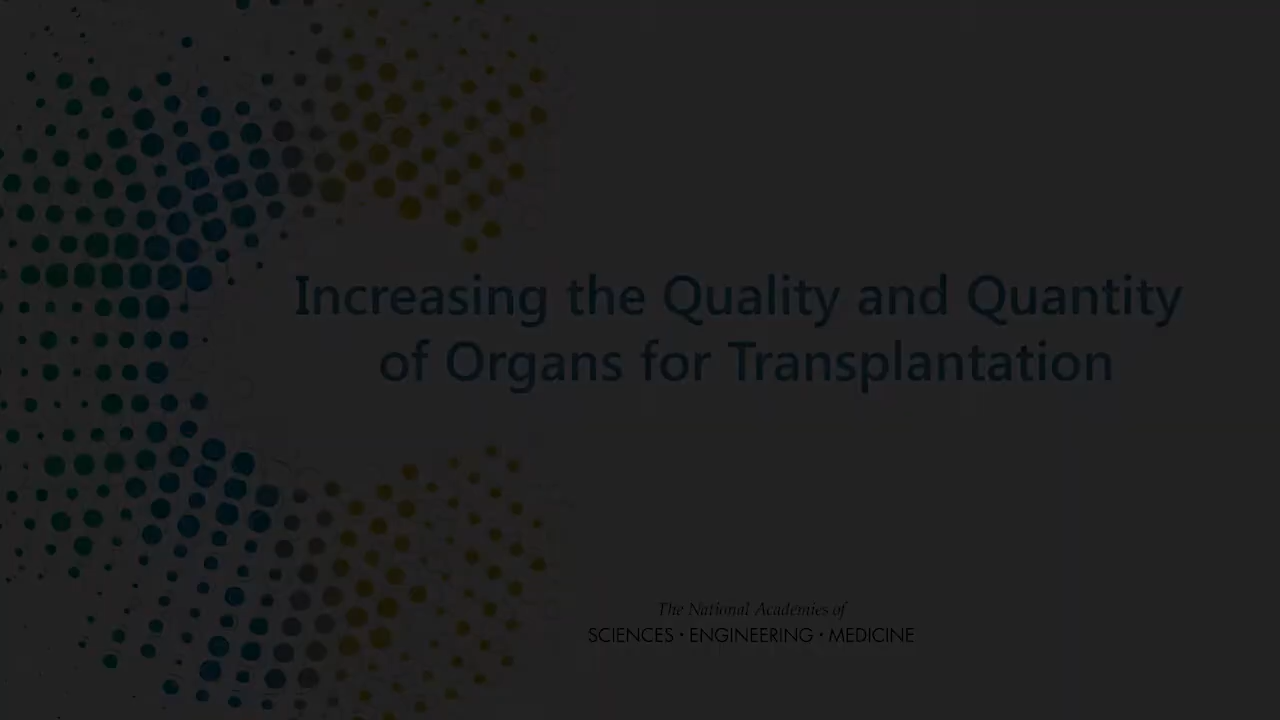 Increasing the Quality and Quantity
of Organs for Transplantation
The National Academies of
SCIENCES • ENGINEERING • MEDICINE